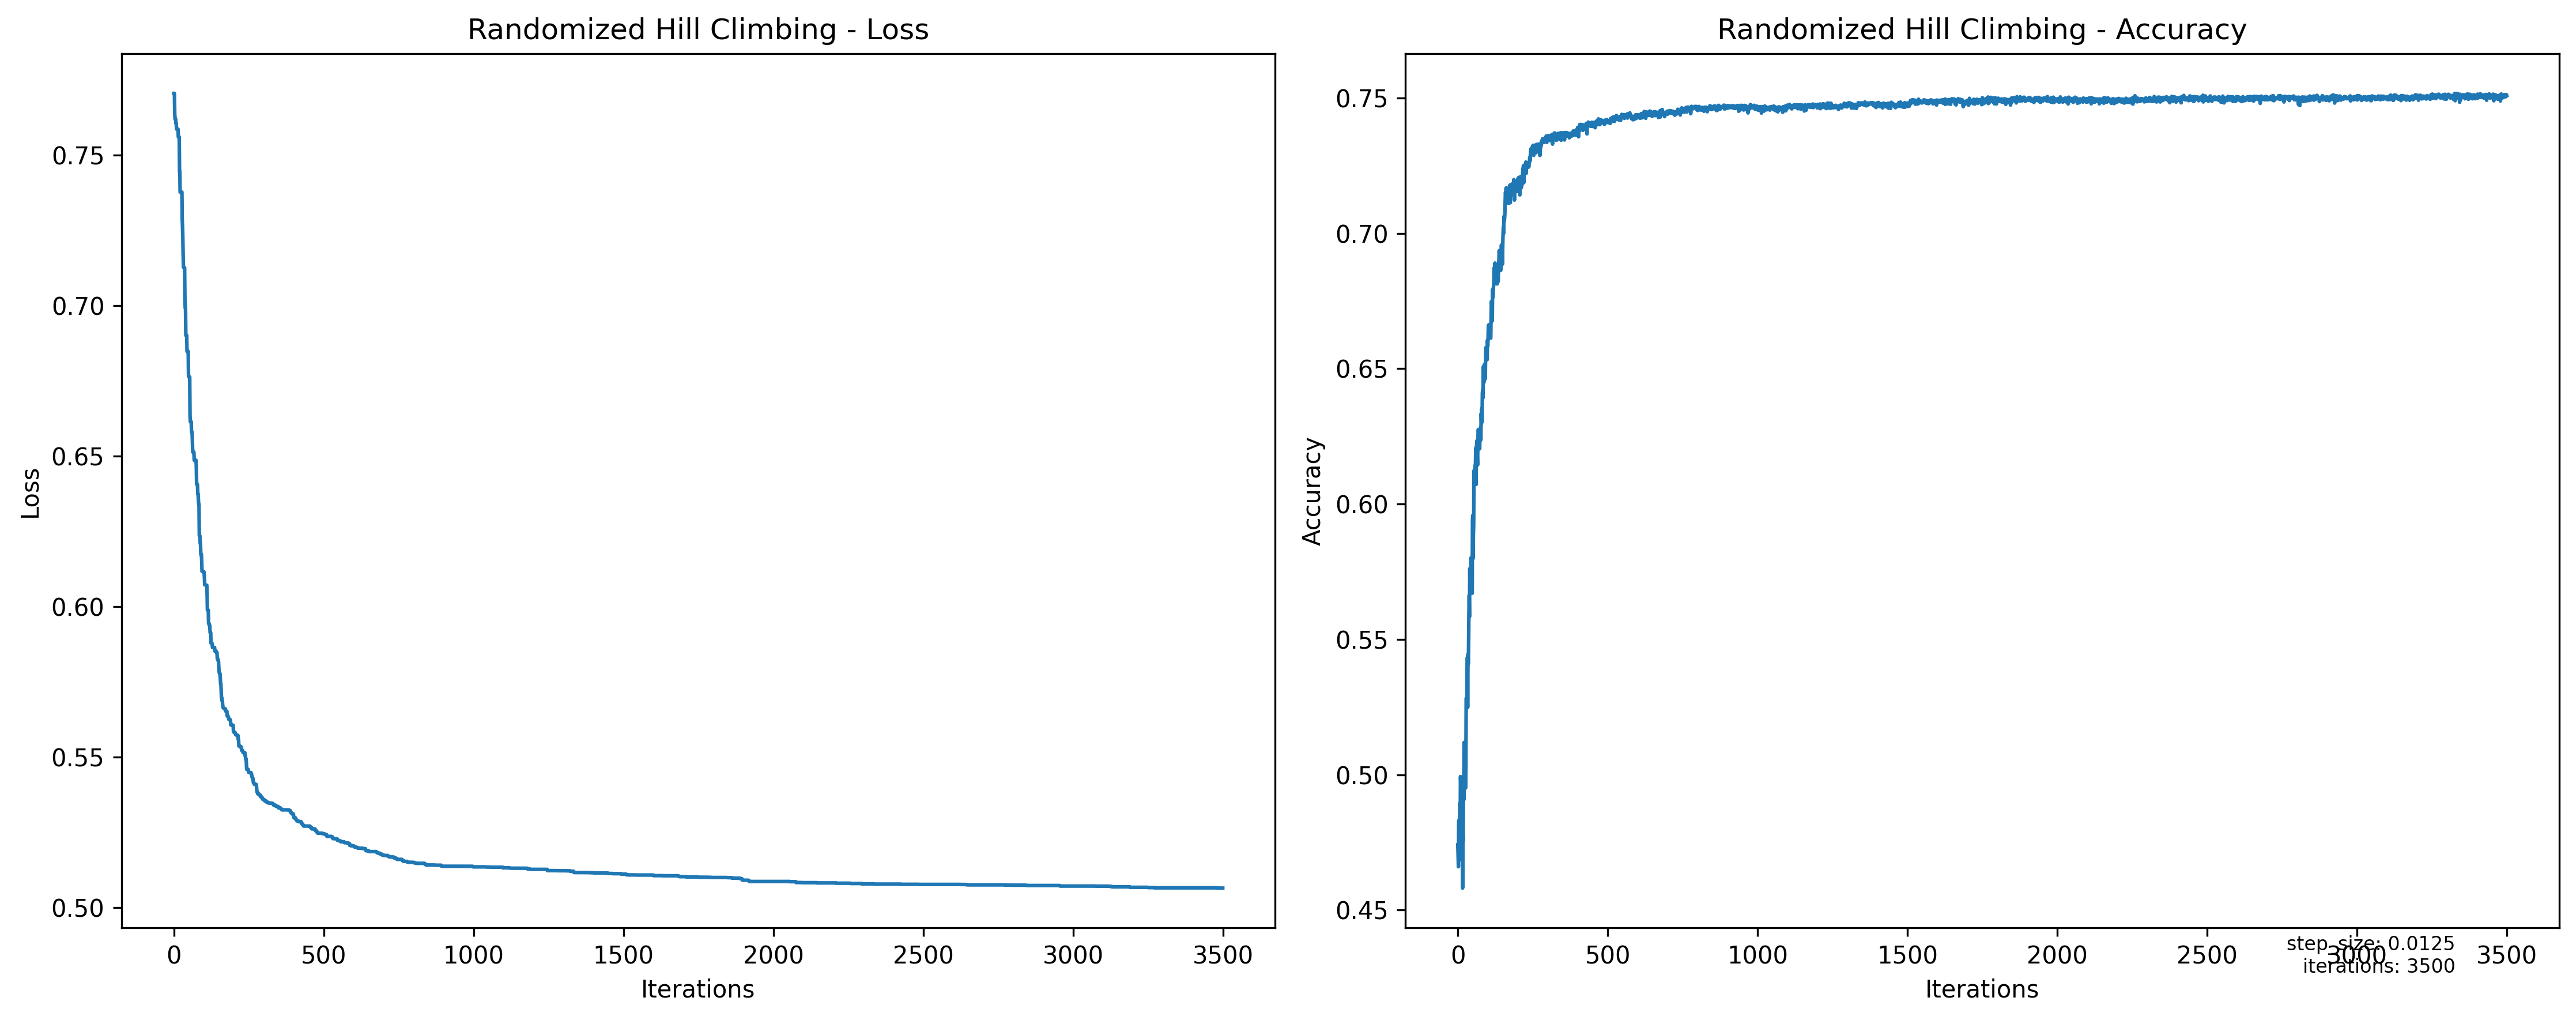 Randomized Hill Climbing - Loss
Loss
0.75
0.70
0.65
0.60
0.55
0.50
0 500 1000 1500 2000 2500 3000 3500
Iterations
Randomized Hill Climbing - Accuracy
Accuracy
0.75
0.70
0.65
0.60
0.55
0.50
0.45
0 500 1000 1500 2000 2500 3000 3500
step_size: 0.0125
iterations: 3500
Iterations